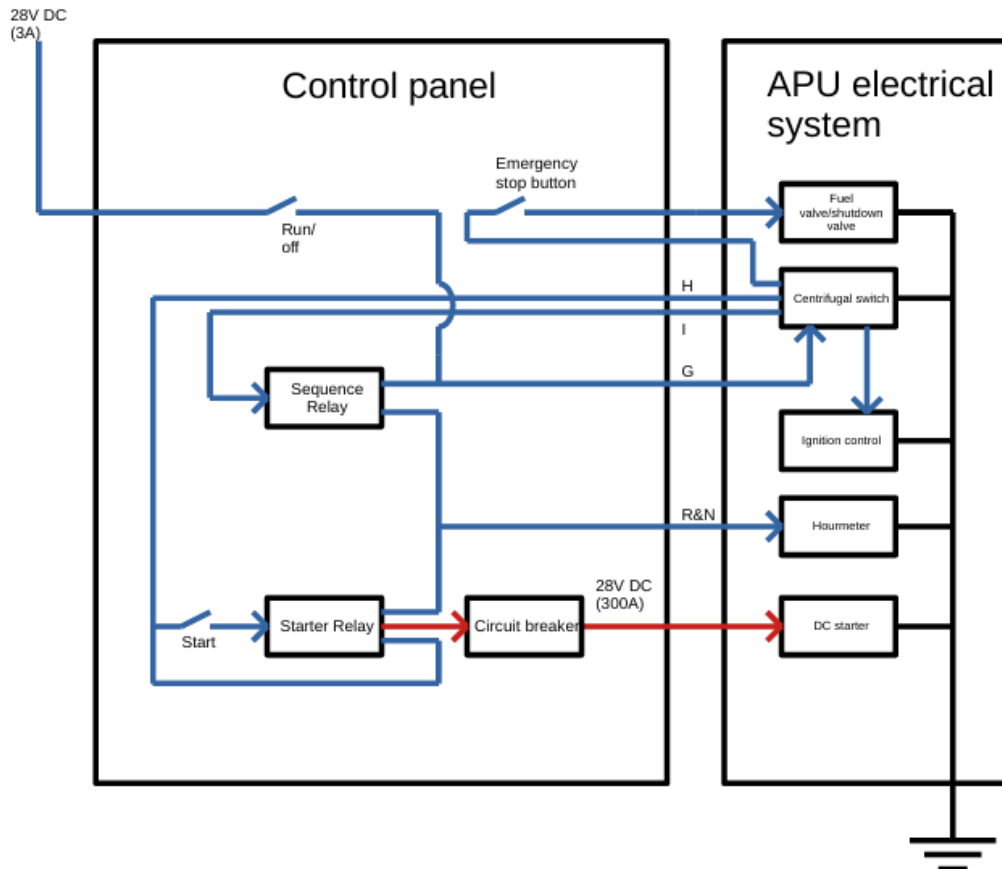 28V DC
(3A)
Control panel
APU electrical
system
Emergency
stop button
Run/
off
Fuel
valve/shutdown
valve
H
Centrifugal switch
I
G
Sequence
Relay
Ignition control
R&N
Hourmeter
28V DC
(300A)
Start
Starter Relay
Circuit breaker
DC starter